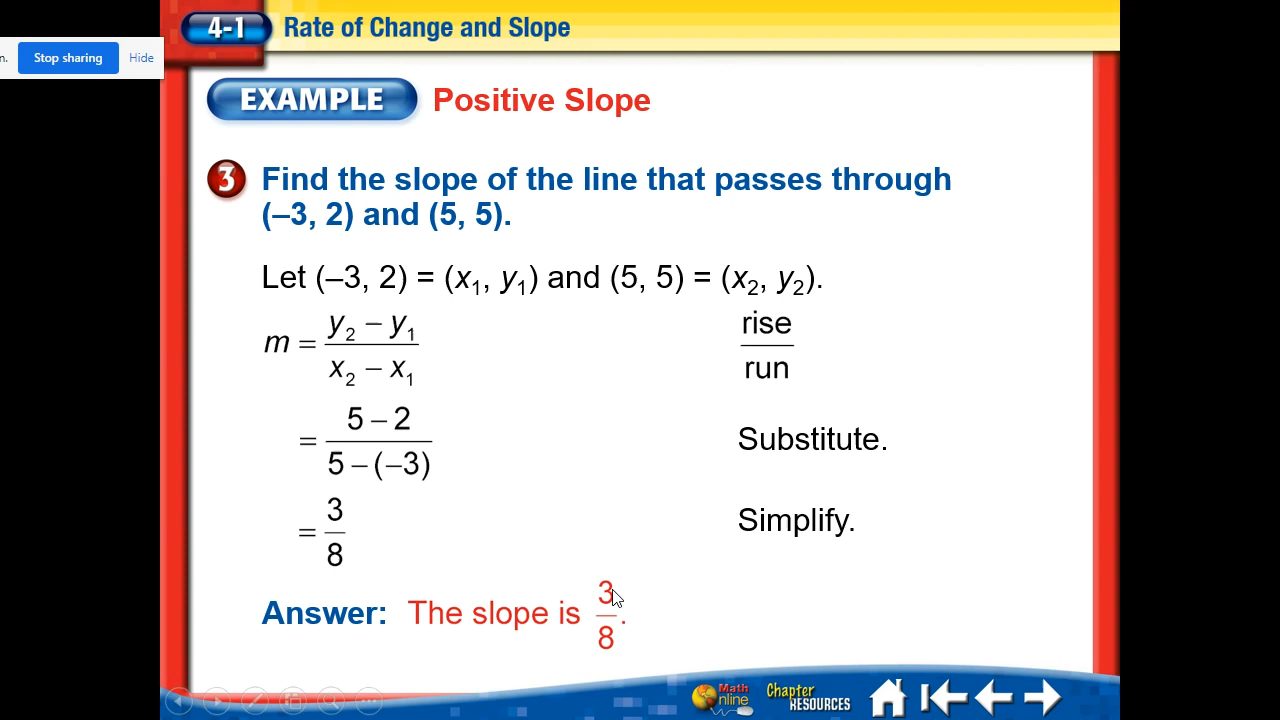 4-1 Rate of Change and Slope
n. Stop sharing Hide
EXAMPLE Positive Slope
3 Find the slope of the line that passes through
(–3, 2) and (5, 5).
Let (–3, 2) = (x₁, y₁) and (5, 5) = (x₂, y₂).
m = (y₂ – y₁)/(x₂ – x₁) rise/run
= (5 – 2)/(5 – (–3)) Substitute.
= 3/8 Simplify.
Answer: The slope is 3/8.
Math
Online
Chapter
RESOURCES